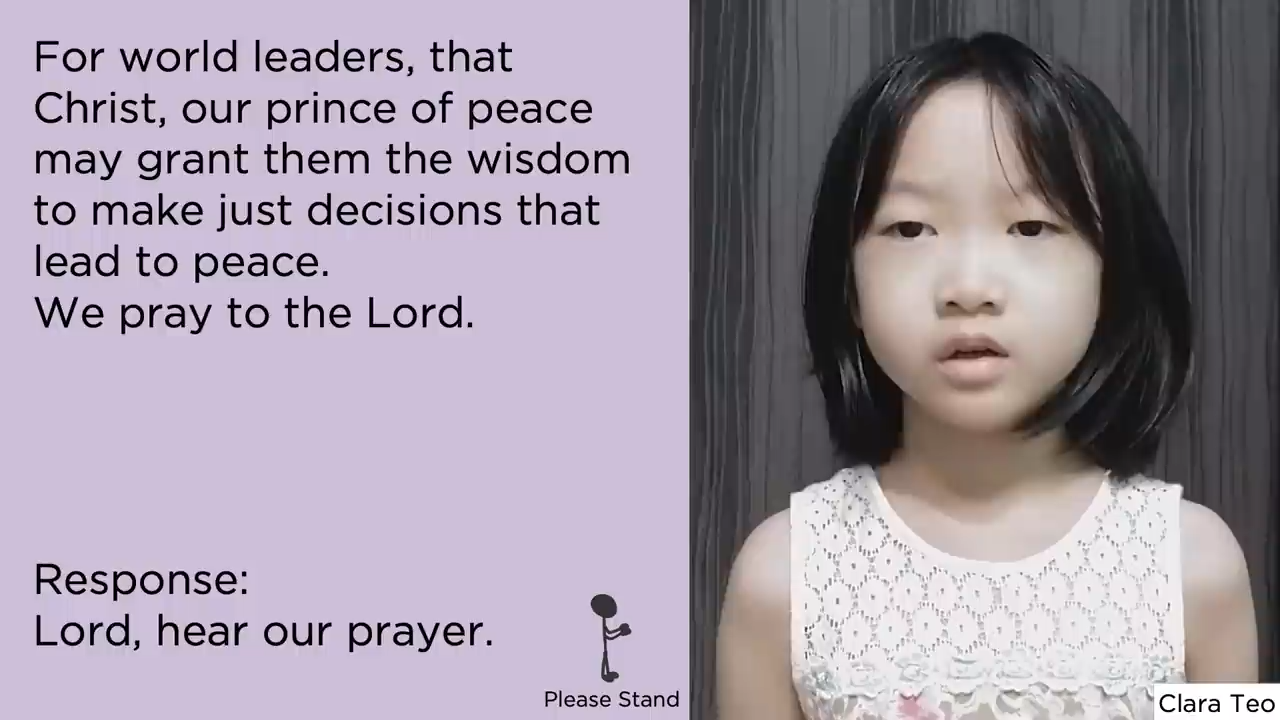 For world leaders, that
Christ, our prince of peace
may grant them the wisdom
to make just decisions that
lead to peace.
We pray to the Lord.
Response:
Lord, hear our prayer.
Please Stand
Clara Teo